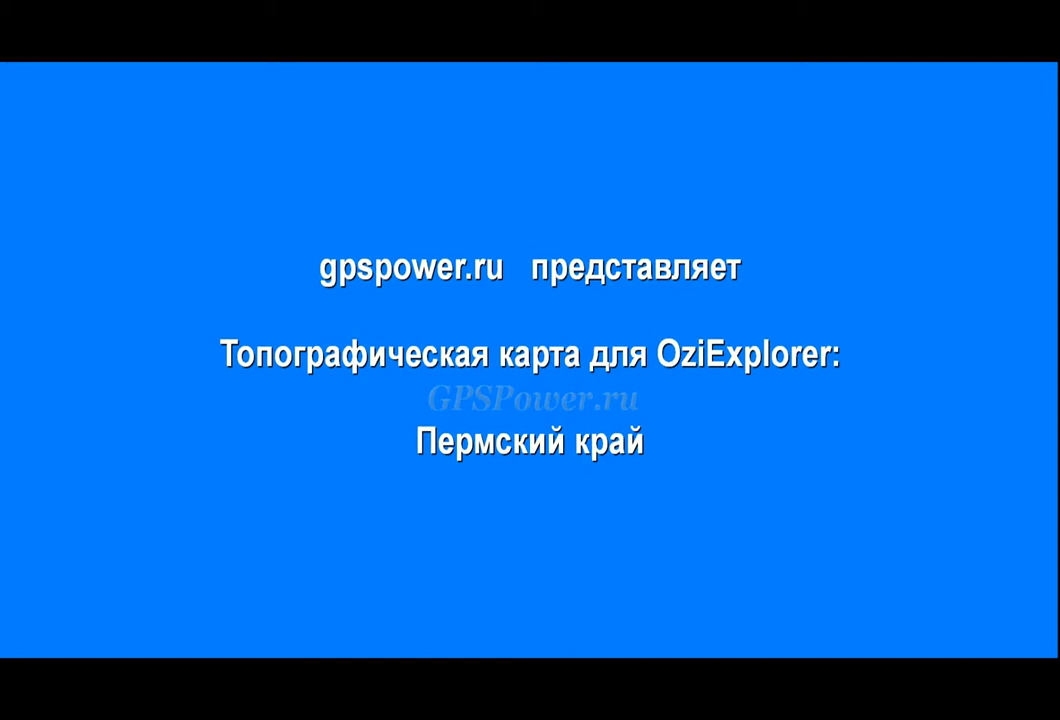 gpspower.ru представляет
Топографическая карта для OziExplorer:
GPSPower.ru
Пермский край